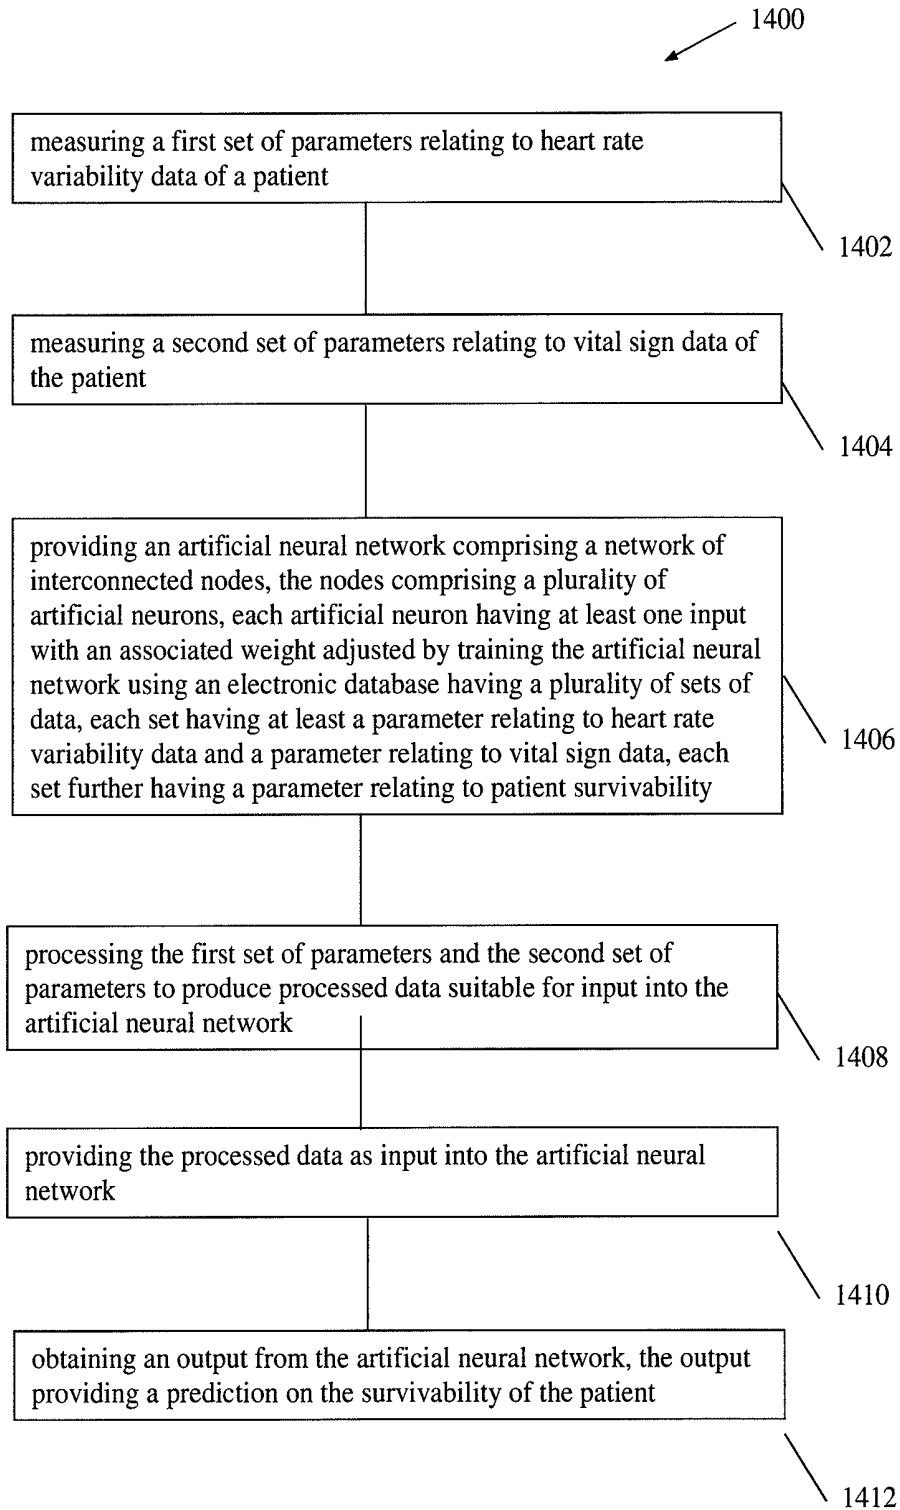 1400
measuring a first set of parameters relating to heart rate
variability data of a patient
1402
measuring a second set of parameters relating to vital sign data of
the patient
1404
providing an artificial neural network comprising a network of
interconnected nodes, the nodes comprising a plurality of
artificial neurons, each artificial neuron having at least one input
with an associated weight adjusted by training the artificial neural
network using an electronic database having a plurality of sets of
data, each set having at least a parameter relating to heart rate
variability data and a parameter relating to vital sign data, each
set further having a parameter relating to patient survivability
1406
processing the first set of parameters and the second set of
parameters to produce processed data suitable for input into the
artificial neural network
1408
providing the processed data as input into the artificial neural
network
1410
obtaining an output from the artificial neural network, the output
providing a prediction on the survivability of the patient
1412